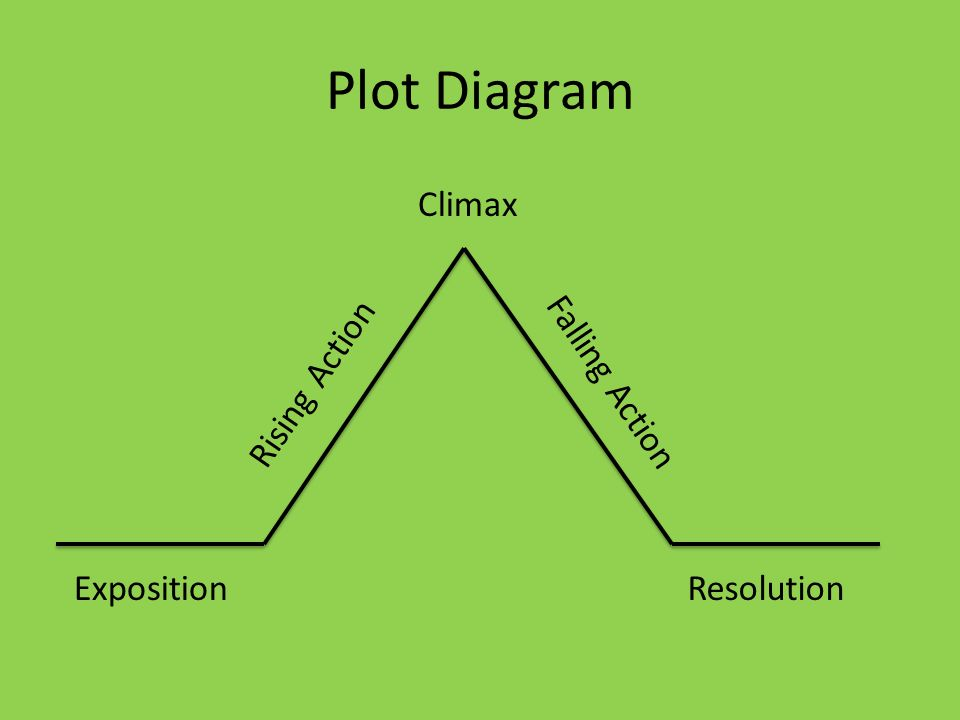 Plot Diagram
Climax
Rising Action
Falling Action
Exposition
Resolution